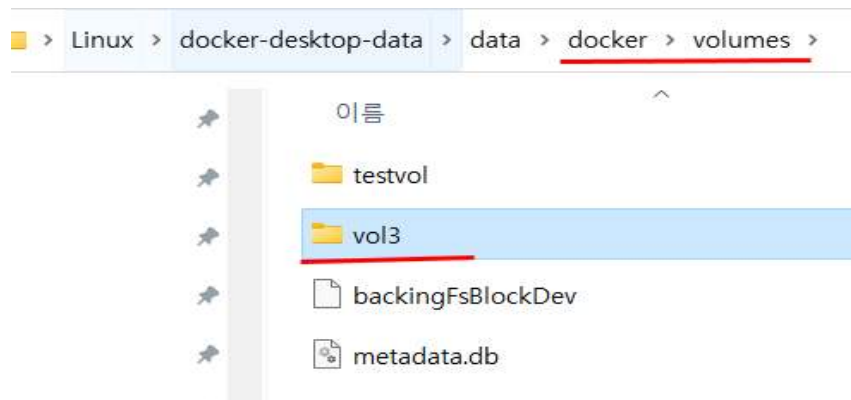 > Linux > docker-desktop-data > data > docker > volumes >
이름
testvol
vol3
backingFsBlockDev
metadata.db